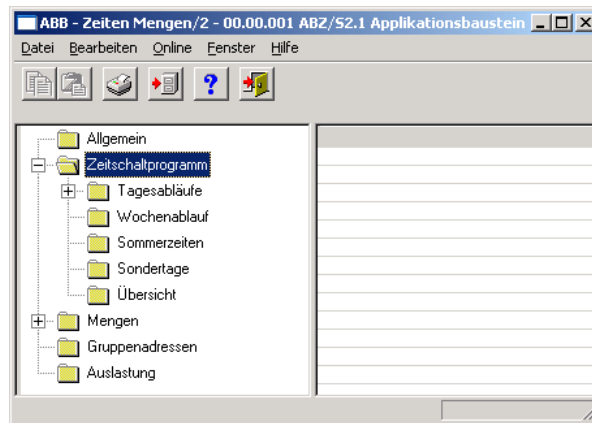 ABB - Zeiten Mengen/2 - 00.00.001 ABZ/S2.1 Applikationsbaustein
Datei Bearbeiten Online Fenster Hilfe
Allgemein
Zeitschaltprogramm
Tagesabläufe
Wochenablauf
Sommerzeiten
Sondertage
Übersicht
Mengen
Gruppenadressen
Auslastung